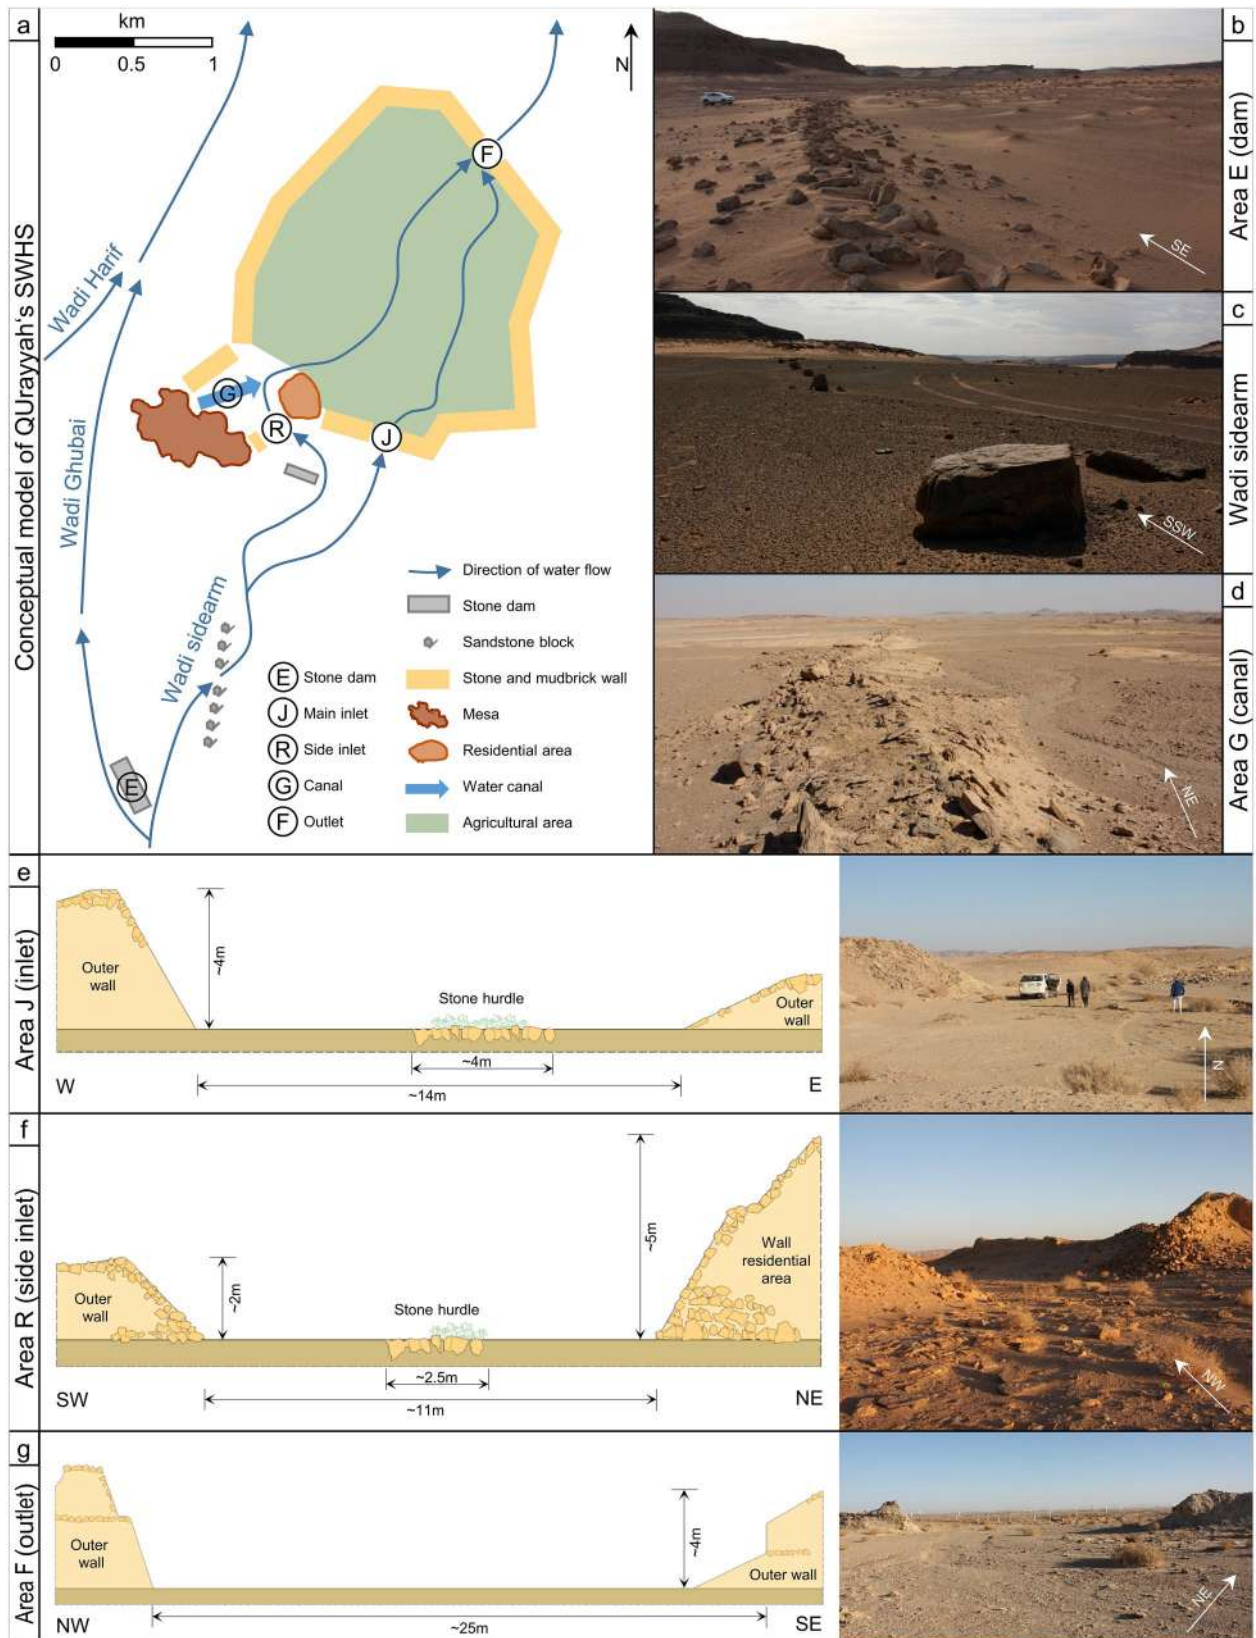 a
Conceptual model of QUrayyah's SWHS
km
0 0.5 1
N
F
Wadi Harif
G
R
J
Wadi Ghubai
Wadi sidearm
E
Direction of water flow
Stone dam
Sandstone block
E Stone dam
Stone and mudbrick wall
J Main inlet
Mesa
R Side inlet
Residential area
G Canal
Water canal
F Outlet
Agricultural area
b
Area E (dam)
SE
c
Wadi sidearm
SSW
d
Area G (canal)
NE
e
Area J (inlet)
Outer
wall
~4m
Stone hurdle
Outer
wall
~4m
W
E
~14m
N
f
Area R (side inlet)
Outer
wall
~2m
Stone hurdle
~5m
Wall
residential
area
~2.5m
SW
NE
~11m
NW
g
Area F (outlet)
Outer
wall
~4m
Outer wall
NW
SE
~25m
NE